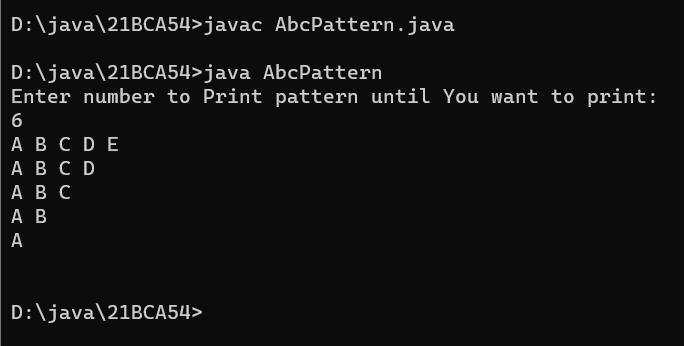 D:\java\21BCA54>javac AbcPattern.java
D:\java\21BCA54>java AbcPattern
Enter number to Print pattern until You want to print:
6
A B C D E
A B C D
A B C
A B
A
D:\java\21BCA54>